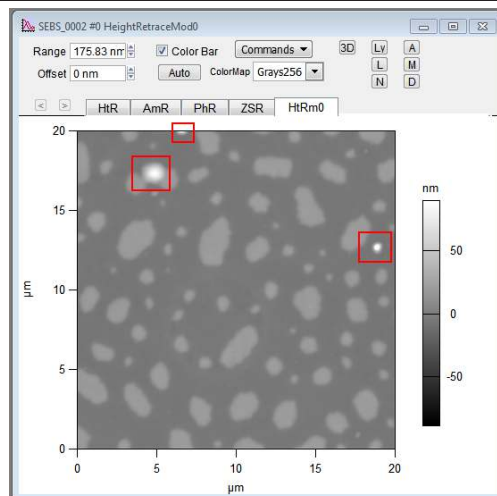 SEBS_0002 #0 HeightRetraceMod0
Range 175.83 nm Color Bar Commands 3D Ly A
L M
Offset 0 nm Auto ColorMap Grays256 N D
< > HtR AmR PhR ZSR HtRm0
20
15
10
5
0
0 5 10 15 20
µm
µm
nm
50
0
-50